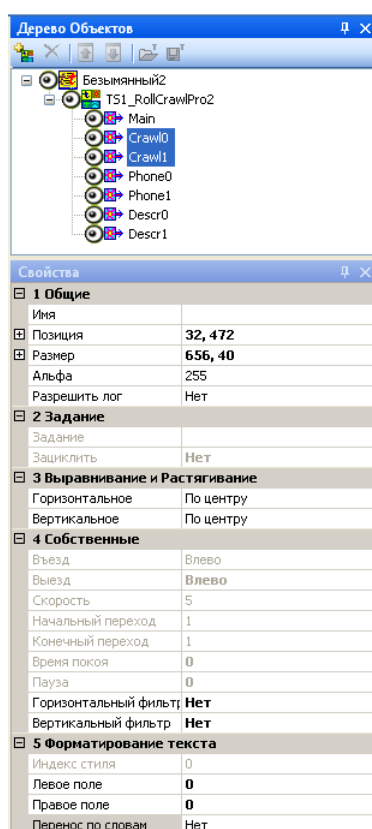 Дерево Объектов
Безымянный2
TS1_RollCrawlPro2
Main
Crawl0
Crawl1
Phone0
Phone1
Descr0
Descr1
Свойства
1 Общие
Имя
Позиция 32, 472
Размер 656, 40
Альфа 255
Разрешить лог Нет
2 Задание
Задание
Зациклить Нет
3 Выравнивание и Растягивание
Горизонтальное По центру
Вертикальное По центру
4 Собственные
Въезд Влево
Выезд Влево
Скорость 5
Начальный переход 1
Конечный переход 1
Время покоя 0
Пауза 0
Горизонтальный фильтр Нет
Вертикальный фильтр Нет
5 Форматирование текста
Индекс стиля 0
Левое поле 0
Правое поле 0
Перенос по словам Нет